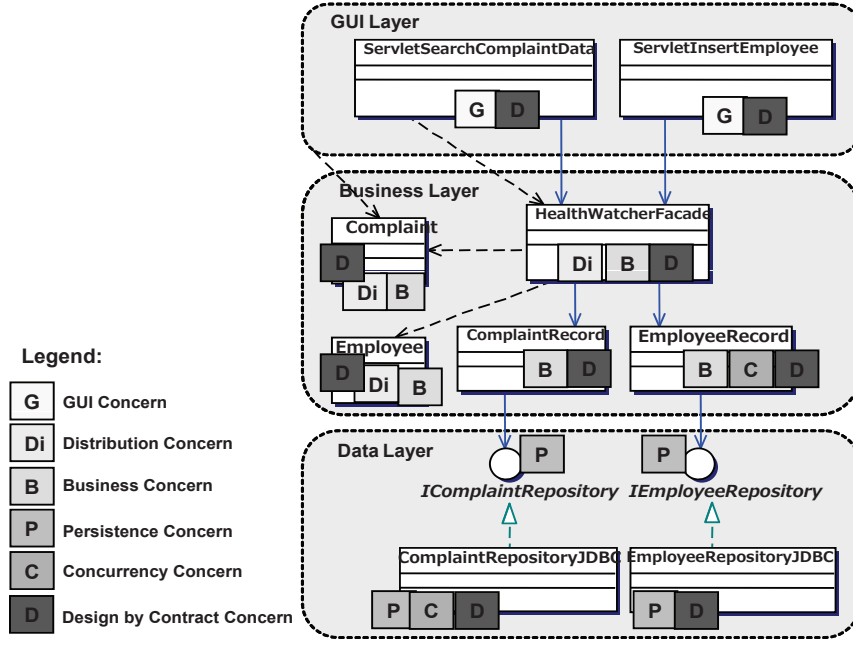 GUI Layer
ServletSearchComplaintData
ServletInsertEmployee
G D
G D
Business Layer
Complaint
D
Di B
HealthWatcherFacade
Di B D
Employee
D
Di B
ComplaintRecord
B D
EmployeeRecord
B C D
Data Layer
P
P
IComplaintRepository
IEmployeeRepository
ComplaintRepositoryJDBC
P C D
EmployeeRepositoryJDBC
P D
Legend:
G GUI Concern
Di Distribution Concern
B Business Concern
P Persistence Concern
C Concurrency Concern
D Design by Contract Concern